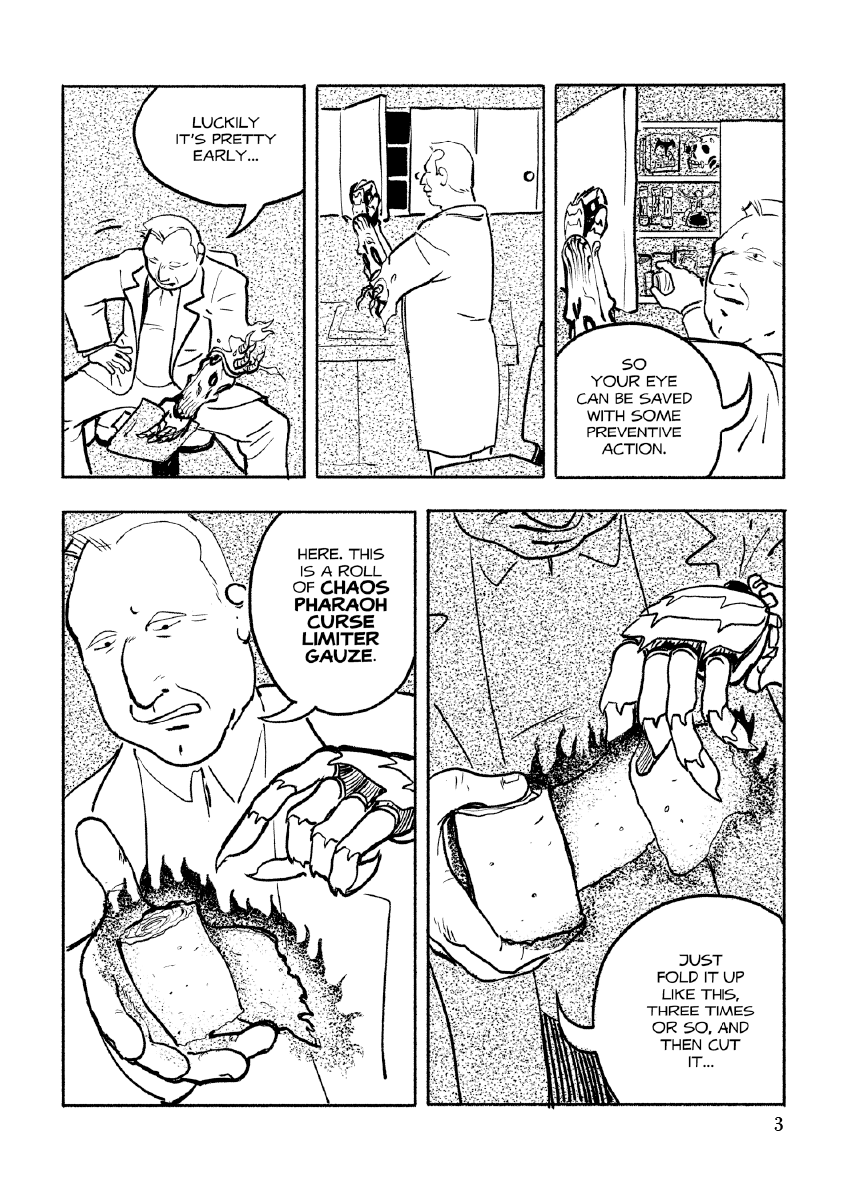 LUCKILY
IT'S PRETTY
EARLY...
SO
YOUR EYE
CAN BE SAVED
WITH SOME
PREVENTIVE
ACTION.
HERE. THIS
IS A ROLL
OF CHAOS
PHARAOH
CURSE
LIMITER
GAUZE.
JUST
FOLD IT UP
LIKE THIS,
THREE TIMES
OR SO, AND
THEN CUT
IT...
3